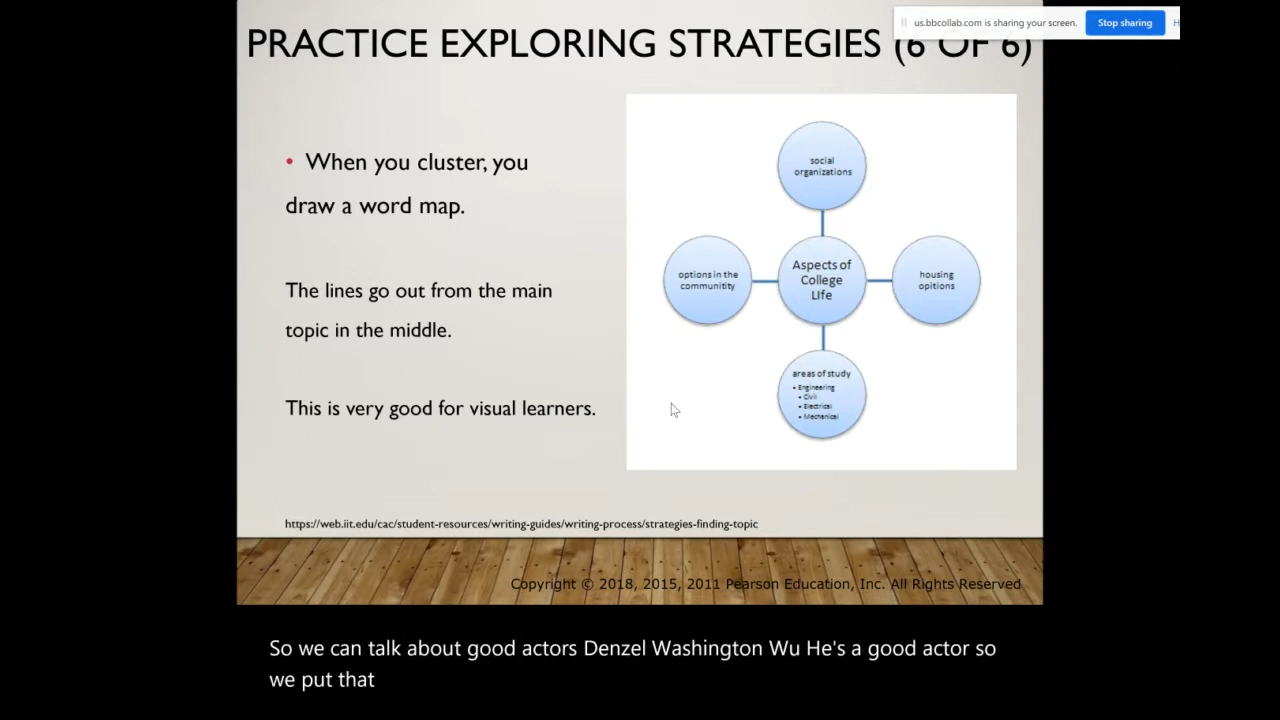 us.bbcollab.com is sharing your screen.
Stop sharing
H
PRACTICE EXPLORING STRATEGIES (6 OF 6)
• When you cluster, you
draw a word map.
The lines go out from the main
topic in the middle.
This is very good for visual learners.
social
organizations
options in the
communitity
Aspects of
College
LIfe
housing
opitions
areas of study
• Engineering
• Civil
• Electrical
• Mechanical
https://web.iit.edu/cac/student-resources/writing-guides/writing-process/strategies-finding-topic
Copyright © 2018, 2015, 2011 Pearson Education, Inc. All Rights Reserved
So we can talk about good actors Denzel Washington Wu He's a good actor so
we put that